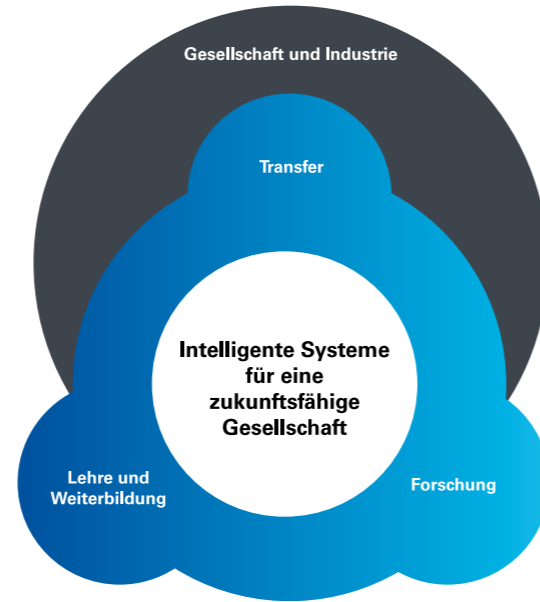 Gesellschaft und Industrie
Transfer
Intelligente Systeme
für eine
zukunftsfähige
Gesellschaft
Lehre und
Weiterbildung
Forschung